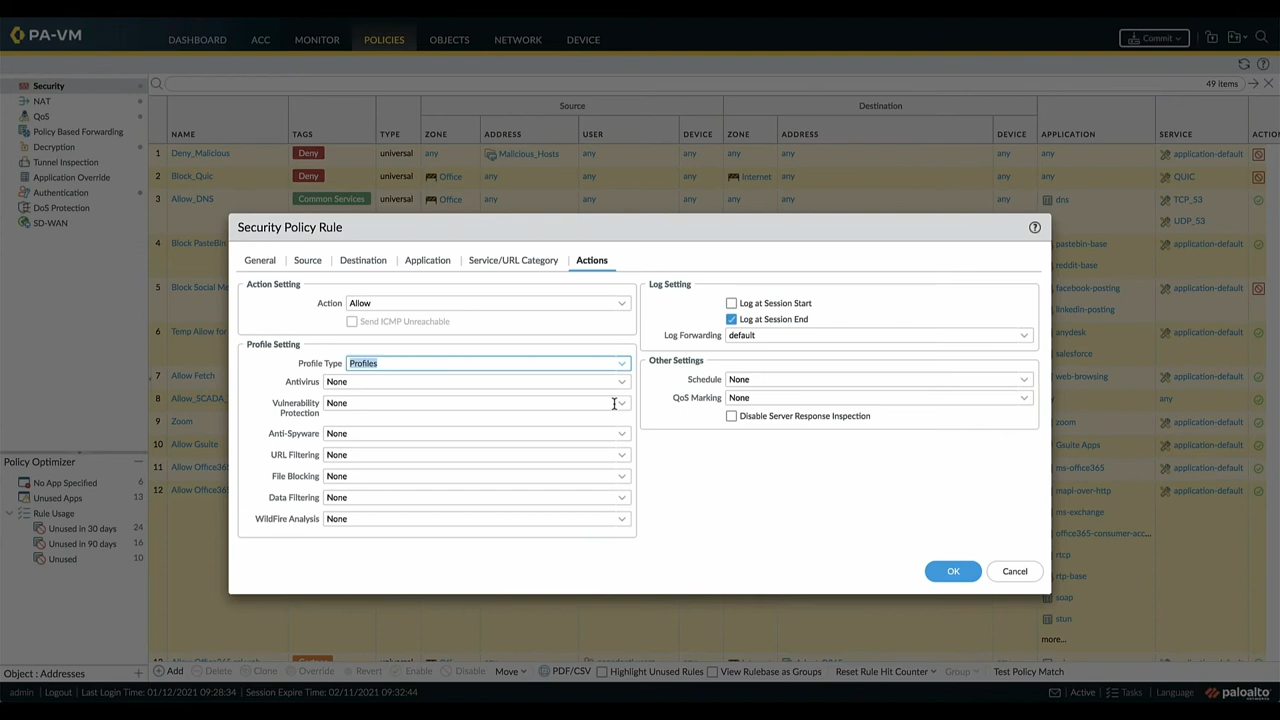 PA-VM
DASHBOARD ACC MONITOR POLICIES OBJECTS NETWORK DEVICE
Commit
49 items
Security
NAT
QoS
Policy Based Forwarding
Decryption
Tunnel Inspection
Application Override
Authentication
DoS Protection
SD-WAN
Source Destination
NAME TAGS TYPE ZONE ADDRESS USER DEVICE ZONE ADDRESS DEVICE APPLICATION SERVICE ACTIO
1 Deny_Malicious Deny universal any Malicious_Hosts any any any any any any application-default
2 Block_Quic Deny universal Office any any any Internet any any any QUIC
3 Allow_DNS Common Services universal Office any any any any any any dns TCP_53
UDP_53
4 Block PasteBin pastebin-base application-default
reddit-base
5 Block Social Me facebook-posting application-default
linkedin-posting
6 Temp Allow for anydesk application-default
salesforce
7 Allow Fetch web-browsing application-default
8 Allow_SCADA_ any any
9 Zoom zoom application-default
10 Allow Gsuite Gsuite Apps application-default
11 Allow Office365 ms-office365 application-default
12 Allow Office365 mapi-over-http application-default
ms-exchange
office365-consumer-acc...
rtcp
rtp-base
soap
stun
more...
Security Policy Rule
General Source Destination Application Service/URL Category Actions
Action Setting
Action Allow
Send ICMP Unreachable
Profile Setting
Profile Type Profiles
Antivirus None
Vulnerability Protection None
Anti-Spyware None
URL Filtering None
File Blocking None
Data Filtering None
WildFire Analysis None
Log Setting
Log at Session Start
Log at Session End
Log Forwarding default
Other Settings
Schedule None
QoS Marking None
Disable Server Response Inspection
OK Cancel
Policy Optimizer
No App Specified 6
Unused Apps 13
Rule Usage
Unused in 30 days 24
Unused in 90 days 16
Unused 10
Object : Addresses
Add Delete Clone Override Revert Enable Disable Move PDF/CSV Highlight Unused Rules View Rulebase as Groups Reset Rule Hit Counter Group Test Policy Match
admin | Logout | Last Login Time: 01/12/2021 09:28:34 | Session Expire Time: 02/11/2021 09:32:44
Active Tasks Language paloalto NETWORKS